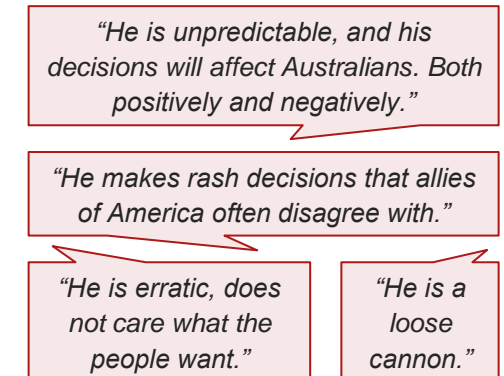 “He is unpredictable, and his
decisions will affect Australians. Both
positively and negatively.”
“He makes rash decisions that allies
of America often disagree with.”
“He is erratic, does
not care what the
people want.”
“He is a
loose
cannon.”